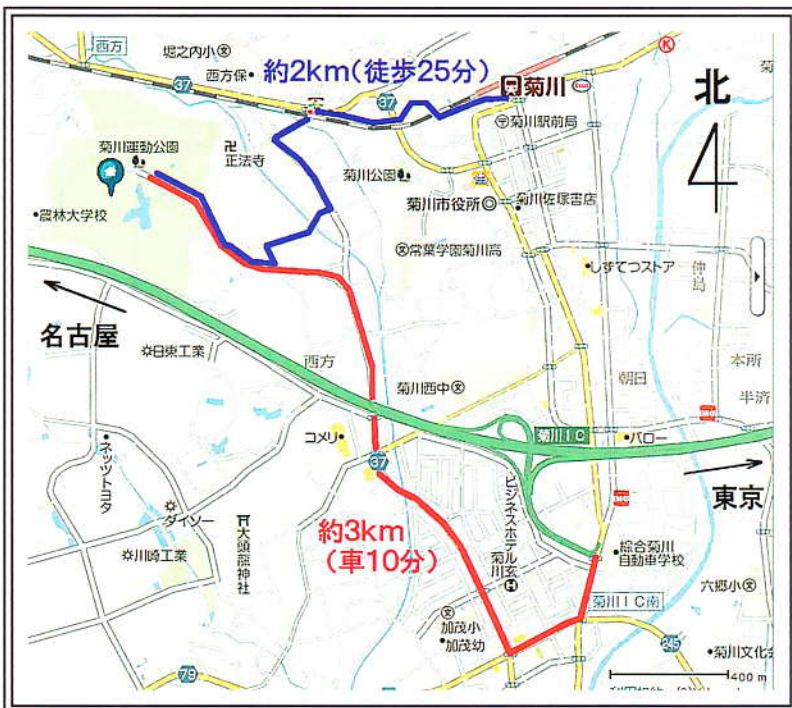 堀之内小
西方
37
西方保
約2km(徒歩25分)
37
菊川
K
菊
北
菊川駅前局
菊川運動公園
卍
正法寺
菊川公園
菊川市役所
菊川佐塚書店
農林大学校
常葉学園菊川高
しずてつストア
仲島
名古屋
日東工業
西方
本所
朝日
半済
菊川西中
コメリ
菊川IC
バロー
37
ネッツトヨタ
東京
ダイソー
大頭龍神社
ビジネスホテル玄
菊川
H
約3km
(車10分)
川崎工業
綜合菊川
自動車学校
六郷小
菊川IC南
加茂小
加茂幼
79
345
菊川文化会
400 m